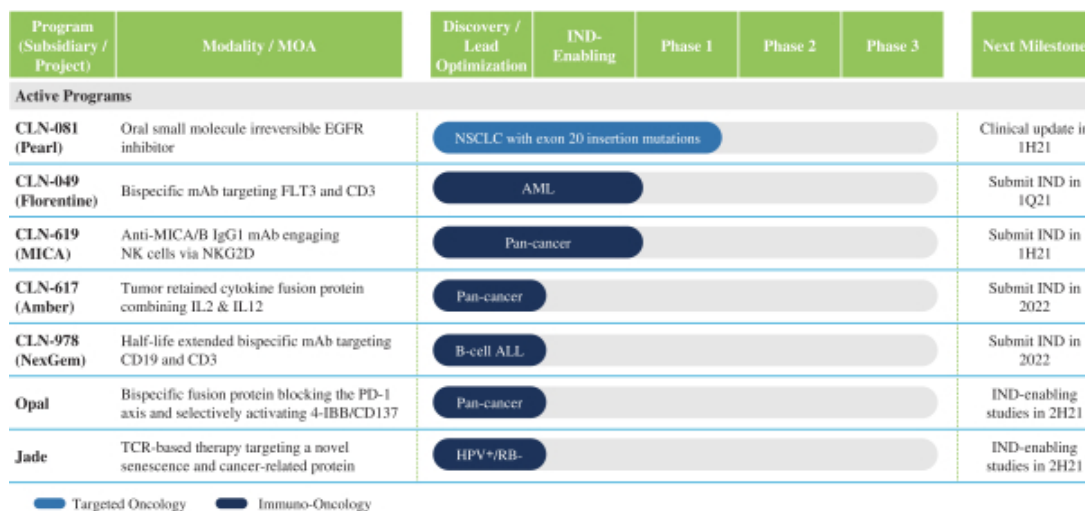 Program
(Subsidiary /
Project)
Modality / MOA
Discovery /
Lead
Optimization
IND-
Enabling
Phase 1
Phase 2
Phase 3
Next Milestone
Active Programs
CLN-081
(Pearl)
Oral small molecule irreversible EGFR
inhibitor
NSCLC with exon 20 insertion mutations
Clinical update in
1H21
CLN-049
(Florentine)
Bispecific mAb targeting FLT3 and CD3
AML
Submit IND in
1Q21
CLN-619
(MICA)
Anti-MICA/B IgG1 mAb engaging
NK cells via NKG2D
Pan-cancer
Submit IND in
1H21
CLN-617
(Amber)
Tumor retained cytokine fusion protein
combining IL2 & IL12
Pan-cancer
Submit IND in
2022
CLN-978
(NexGem)
Half-life extended bispecific mAb targeting
CD19 and CD3
B-cell ALL
Submit IND in
2022
Opal
Bispecific fusion protein blocking the PD-1
axis and selectively activating 4-IBB/CD137
Pan-cancer
IND-enabling
studies in 2H21
Jade
TCR-based therapy targeting a novel
senescence and cancer-related protein
HPV+/RB-
IND-enabling
studies in 2H21
Targeted Oncology
Immuno-Oncology